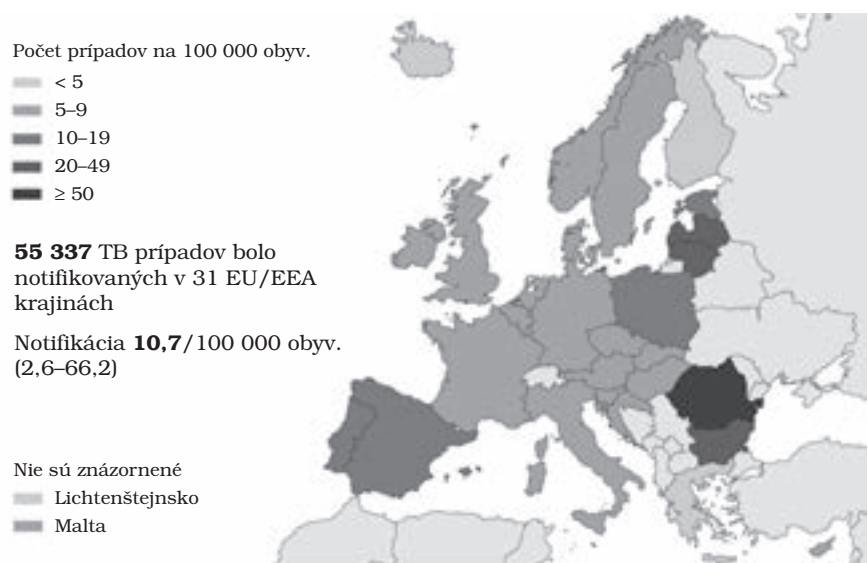 Počet prípadov na 100 000 obyv.
< 5
5–9
10–19
20–49
≥ 50
55 337 TB prípadov bolo
notifikovaných v 31 EU/EEA
krajinách
Notifikácia 10,7/100 000 obyv.
(2,6–66,2)
Nie sú znázornené
Lichtenštejnsko
Malta